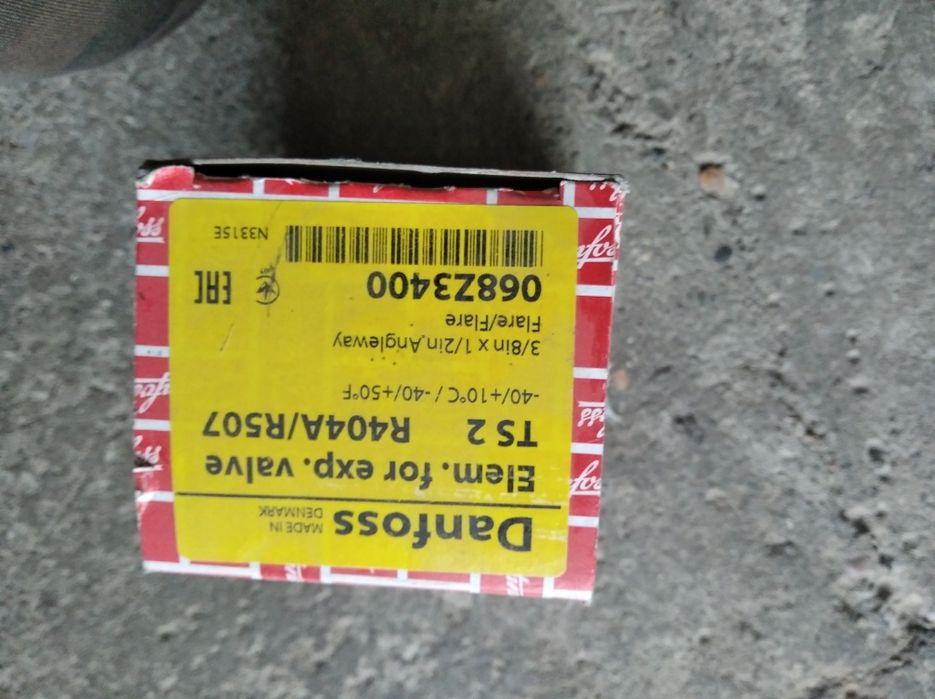 Danfoss MADE IN DENMARK
Elem. for exp. valve
TS 2 R404A/R507
-40/+10°C / -40/+50°F
3/8in x 1/2in, Angleway
Flare/Flare
068Z3400
EAC
N3315E